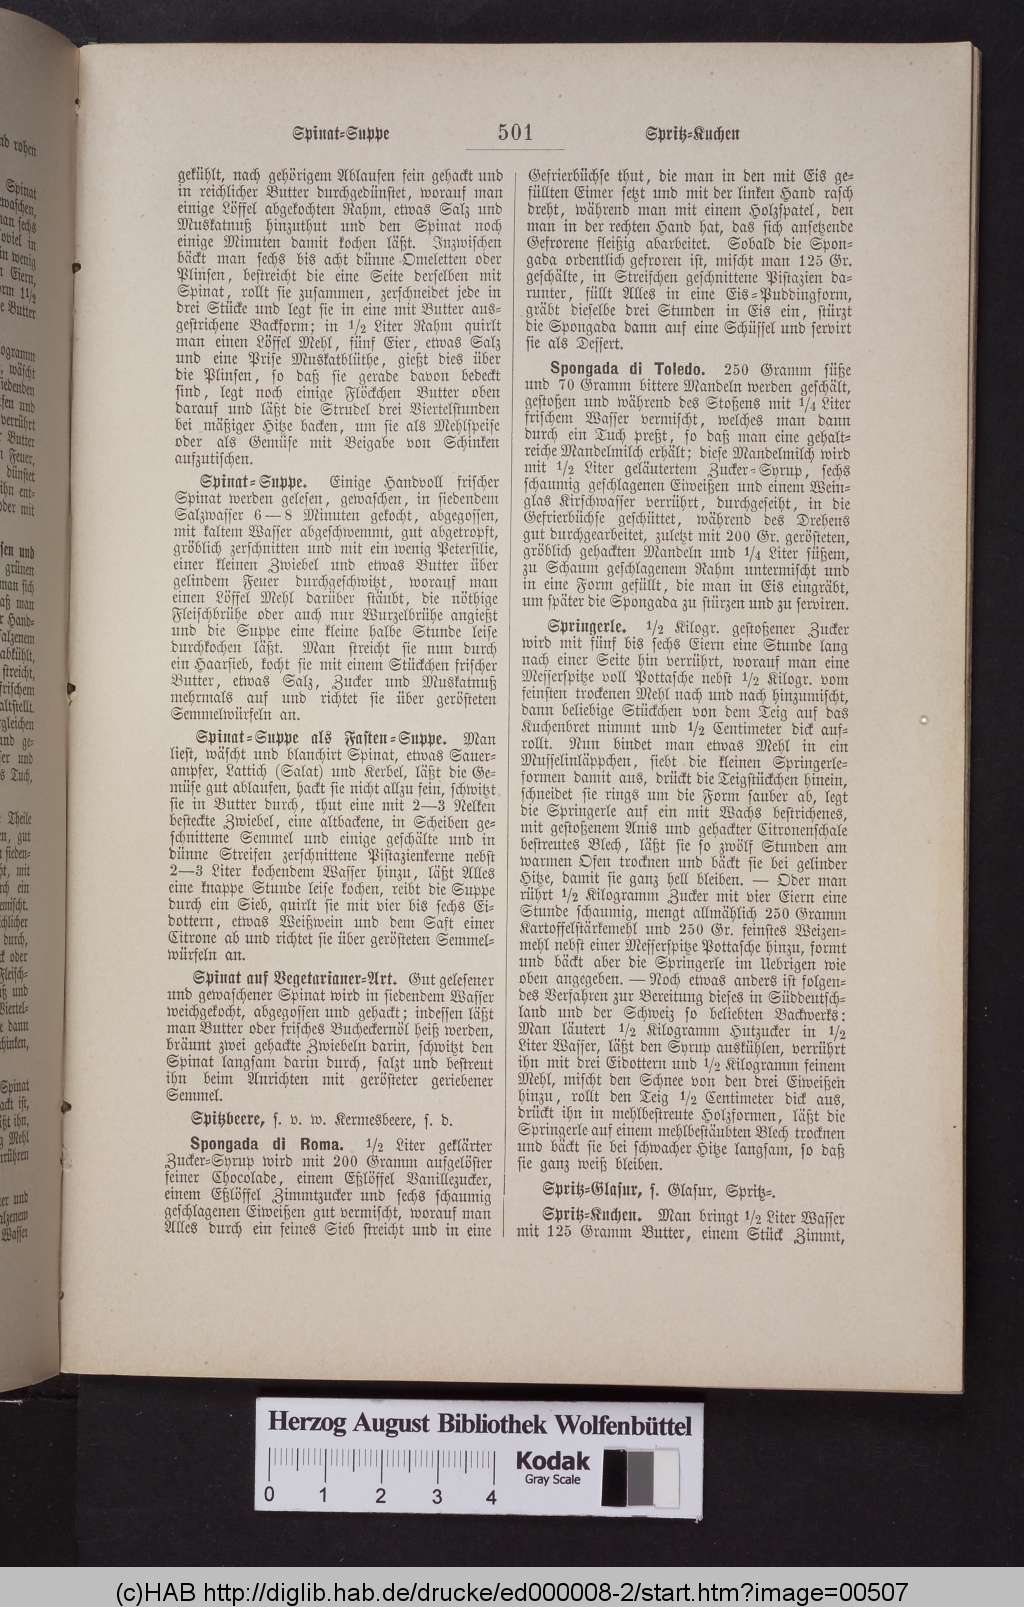 Spinat-Suppe 501 Spritz-Kuchen
gekühlt, nach gehörigem Ablaufen fein gehackt und
in reichlicher Butter durchgedünstet, worauf man
einige Löffel abgekochten Rahm, etwas Salz und
Muskatnuß hinzuthut und den Spinat noch
einige Minuten damit kochen läßt. Inzwischen
bäckt man sechs bis acht dünne Omeletten oder
Plinsen, bestreicht die eine Seite derselben mit
Spinat, rollt sie zusammen, zerschneidet jede in
drei Stücke und legt sie in eine mit Butter aus-
gestrichene Backform; in 1/2 Liter Rahm quirlt
man einen Löffel Mehl, fünf Eier, etwas Salz
und eine Prise Muskatblüthe, gießt dies über
die Plinsen, so daß sie gerade davon bedeckt
sind, legt noch einige Flöckchen Butter oben
darauf und läßt die Strudel drei Viertelstunden
bei mäßiger Hitze backen, um sie als Mehlspeise
oder als Gemüse mit Beigabe von Schinken
aufzutischen.
Spinat-Suppe. Einige Handvoll frischer
Spinat werden gelesen, gewaschen, in siedendem
Salzwasser 6—8 Minuten gekocht, abgegossen,
mit kaltem Wasser abgeschwemmt, gut abgetropft,
gröblich zerschnitten und mit ein wenig Petersilie,
einer kleinen Zwiebel und etwas Butter über
gelindem Feuer durchgeschwitzt, worauf man
einen Löffel Mehl darüber stäubt, die nöthige
Fleischbrühe oder auch nur Wurzelbrühe angießt
und die Suppe eine kleine halbe Stunde leise
durchkochen läßt. Man streicht sie nun durch
ein Haarsieb, kocht sie mit einem Stückchen frischer
Butter, etwas Salz, Zucker und Muskatnuß
mehrmals auf und richtet sie über gerösteten
Semmelwürfeln an.
Spinat-Suppe als Fasten-Suppe. Man
liest, wäscht und blanchirt Spinat, etwas Sauer-
ampfer, Lattich (Salat) und Kerbel, läßt die Ge-
müse gut ablaufen, hackt sie nicht allzu fein, schwitzt
sie in Butter durch, thut eine mit 2—3 Nelken
besteckte Zwiebel, eine altbackene, in Scheiben ge-
schnittene Semmel und einige geschälte und in
dünne Streifen zerschnittene Pistazienkerne nebst
2—3 Liter kochendem Wasser hinzu, läßt Alles
eine knappe Stunde leise kochen, reibt die Suppe
durch ein Sieb, quirlt sie mit vier bis sechs Ei-
dottern, etwas Weißwein und dem Saft einer
Citrone ab und richtet sie über gerösteten Semmel-
würfeln an.
Spinat auf Vegetarianer-Art. Gut gelesener
und gewaschener Spinat wird in siedendem Wasser
weichgekocht, abgegossen und gehackt; indessen läßt
man Butter oder frisches Bucheckernöl heiß werden,
bräunt zwei gehackte Zwiebeln darin, schwitzt den
Spinat langsam darin durch, salzt und bestreut
ihn beim Anrichten mit gerösteter geriebener
Semmel.
Spitzbeere, s. v. w. Kermesbeere, s. d.
Spongada di Roma. 1/2 Liter geklärter
Zucker-Syrup wird mit 200 Gramm aufgelöster
feiner Chocolade, einem Eßlöffel Vanillezucker,
einem Eßlöffel Zimmtzucker und sechs schaumig
geschlagenen Eiweißen gut vermischt, worauf man
Alles durch ein feines Sieb streicht und in eine
Gefrierbüchse thut, die man in den mit Eis ge-
füllten Eimer setzt und mit der linken Hand rasch
dreht, während man mit einem Holzspatel, den
man in der rechten Hand hat, das sich ansetzende
Gefrorene fleißig abarbeitet. Sobald die Spon-
gada ordentlich gefroren ist, mischt man 125 Gr.
geschälte, in Streifchen geschnittene Pistazien da-
runter, füllt Alles in eine Eis-Puddingform,
gräbt dieselbe drei Stunden in Eis ein, stürzt
die Spongada dann auf eine Schüssel und servirt
sie als Dessert.
Spongada di Toledo. 250 Gramm süße
und 70 Gramm bittere Mandeln werden geschält,
gestoßen und während des Stoßens mit 1/4 Liter
frischem Wasser vermischt, welches man dann
durch ein Tuch preßt, so daß man eine gehalt-
reiche Mandelmilch erhält; diese Mandelmilch wird
mit 1/2 Liter geläutertem Zucker-Syrup, sechs
schaumig geschlagenen Eiweißen und einem Wein-
glas Kirschwasser verrührt, durchgeseiht, in die
Gefrierbüchse geschüttet, während des Drehens
gut durchgearbeitet, zuletzt mit 200 Gr. gerösteten,
gröblich gehackten Mandeln und 1/4 Liter süßem,
zu Schaum geschlagenem Rahm untermischt und
in eine Form gefüllt, die man in Eis eingräbt,
um später die Spongada zu stürzen und zu serviren.
Springerle. 1/2 Kilogr. gestoßener Zucker
wird mit fünf bis sechs Eiern eine Stunde lang
nach einer Seite hin verrührt, worauf man eine
Messerspitze voll Pottasche nebst 1/2 Kilogr. vom
feinsten trockenen Mehl nach und nach hinzumischt,
dann beliebige Stückchen von dem Teig auf das
Kuchenbret nimmt und 1/2 Centimeter dick auf-
rollt. Nun bindet man etwas Mehl in ein
Musselinläppchen, siebt die kleinen Springerle-
formen damit aus, drückt die Teigstückchen hinein,
schneidet sie rings um die Form sauber ab, legt
die Springerle auf ein mit Wachs bestrichenes,
mit gestoßenem Anis und gehackter Citronenschale
bestreutes Blech, läßt sie so zwölf Stunden am
warmen Ofen trocknen und bäckt sie bei gelinder
Hitze, damit sie ganz hell bleiben. — Oder man
rührt 1/2 Kilogramm Zucker mit vier Eiern eine
Stunde schaumig, mengt allmählich 250 Gramm
Kartoffelstärkemehl und 250 Gr. feinstes Weizen-
mehl nebst einer Messerspitze Pottasche hinzu, formt
und bäckt aber die Springerle im Uebrigen wie
oben angegeben. — Noch etwas anders ist folgen-
des Verfahren zur Bereitung dieses in Süddeutsch-
land und der Schweiz so beliebten Backwerks:
Man läutert 1/2 Kilogramm Hutzucker in 1/2
Liter Wasser, läßt den Syrup auskühlen, verrührt
ihn mit drei Eidottern und 1/2 Kilogramm feinem
Mehl, mischt den Schnee von den drei Eiweißen
hinzu, rollt den Teig 1/2 Centimeter dick aus,
drückt ihn in mehlbestreute Holzformen, läßt die
Springerle auf einem mehlbestäubten Blech trocknen
und bäckt sie bei schwacher Hitze langsam, so daß
sie ganz weiß bleiben.
Spritz-Glasur, s. Glasur, Spritz-.
Spritz-Kuchen. Man bringt 1/2 Liter Wasser
mit 125 Gramm Butter, einem Stück Zimmt,
Herzog August Bibliothek Wolfenbüttel
Kodak
Gray Scale
0 1 2 3 4
(c)HAB http://diglib.hab.de/drucke/ed000008-2/start.htm?image=00507